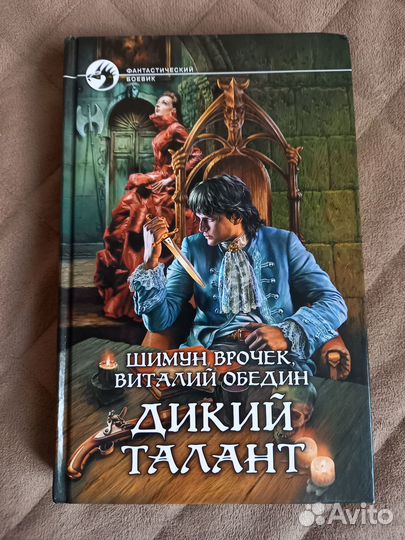 ФАНТАСТИЧЕСКИЙ
БОЕВИК
ШИМУН ВРОЧЕК,
ВИТАЛИЙ ОБЕДИН
ДИКИЙ
ТАЛАНТ
Avito